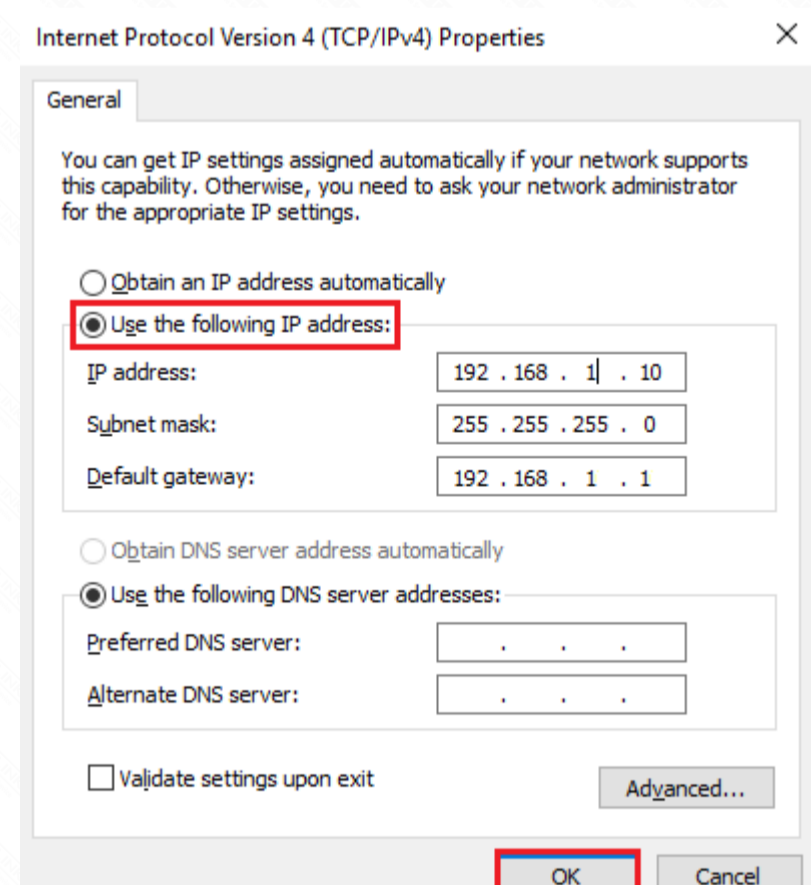 Internet Protocol Version 4 (TCP/IPv4) Properties
General
You can get IP settings assigned automatically if your network supports
this capability. Otherwise, you need to ask your network administrator
for the appropriate IP settings.
Obtain an IP address automatically
Use the following IP address:
IP address: 192 . 168 . 1 . 10
Subnet mask: 255 . 255 . 255 . 0
Default gateway: 192 . 168 . 1 . 1
Obtain DNS server address automatically
Use the following DNS server addresses:
Preferred DNS server: . . .
Alternate DNS server: . . .
Validate settings upon exit
Advanced...
OK Cancel